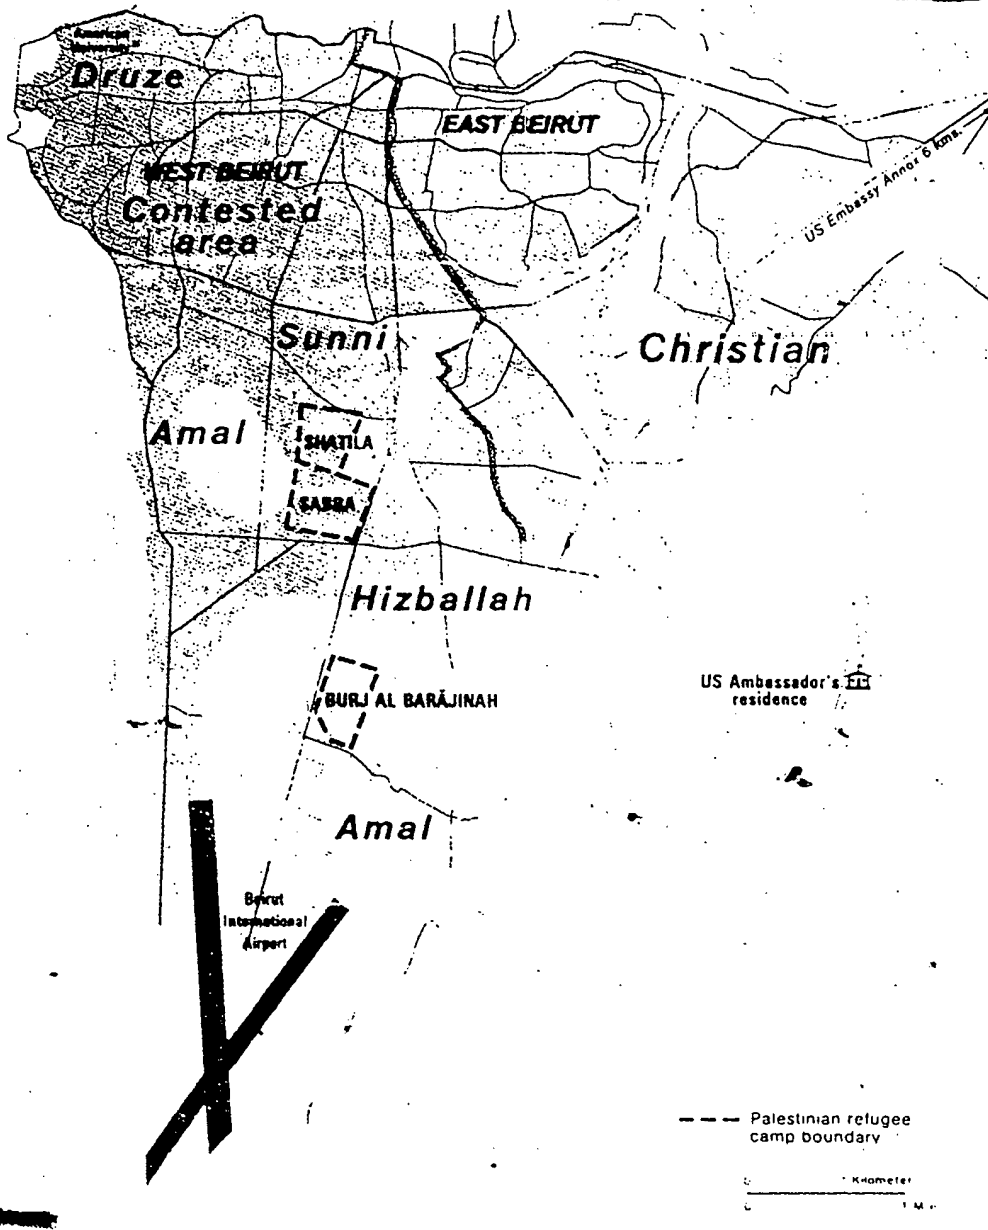 American
University
Druze
EAST BEIRUT
US Embassy Annex 6 kms.
WEST BEIRUT
Contested
area
Sunni
Christian
Amal
SHATILA
SABRA
Hizballah
US Ambassador's
residence
BURJ AL BARĀJINAH
Amal
Beirut
International
Airport
Palestinian refugee
camp boundary
Kilometer